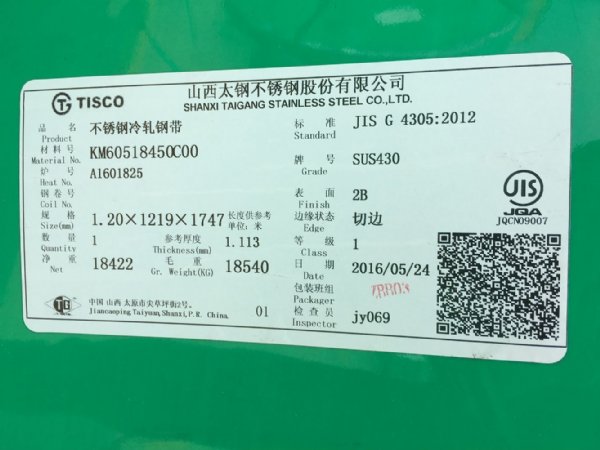 TISCO
山西太钢不锈钢股份有限公司
SHANXI TAIGANG STAINLESS STEEL CO.,LTD.
品名 不锈钢冷轧钢带
Product
标准 JIS G 4305:2012
Standard
材料号 KM60518450C00
Material No.
牌号 SUS430
Grade
炉号 A1601825
Heat No.
钢卷号
Coil No.
表面 2B
Finish
规格 1.20×1219×1747 长度供参考
Size(mm) 单位：米
边缘状态 切边
Edge
数量 1 参考厚度 1.113
Quantity Thickness(mm)
等级 1
Class
净重 18422 毛重 18540
Net Gr. Weight(KG)
日期 2016/05/24
Date
包装班组
Packager
检查员 jy069
Inspector
中国 山西 太原市尖草坪街2号。 01
Jiancaoping Taiyuan,Shanxi,P.R. China.
JIS
JQA
JQCN09007